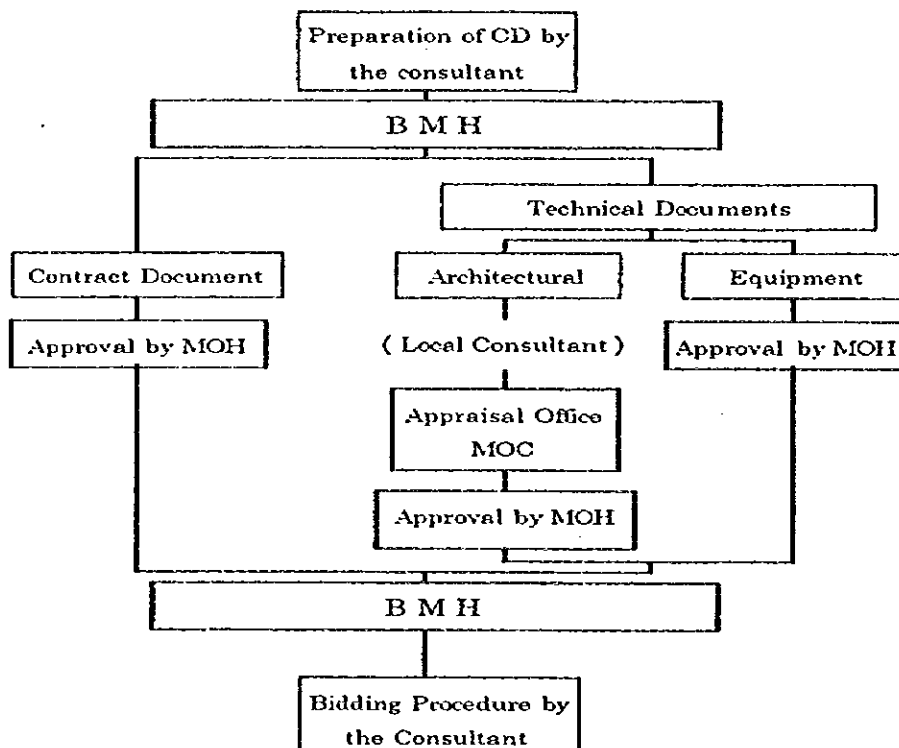 Preparation of CD by
the consultant
B M H
Technical Documents
Contract Document
Architectural
Equipment
Approval by MOH
( Local Consultant )
Approval by MOH
Appraisal Office
MOC
Approval by MOH
B M H
Bidding Procedure by
the Consultant